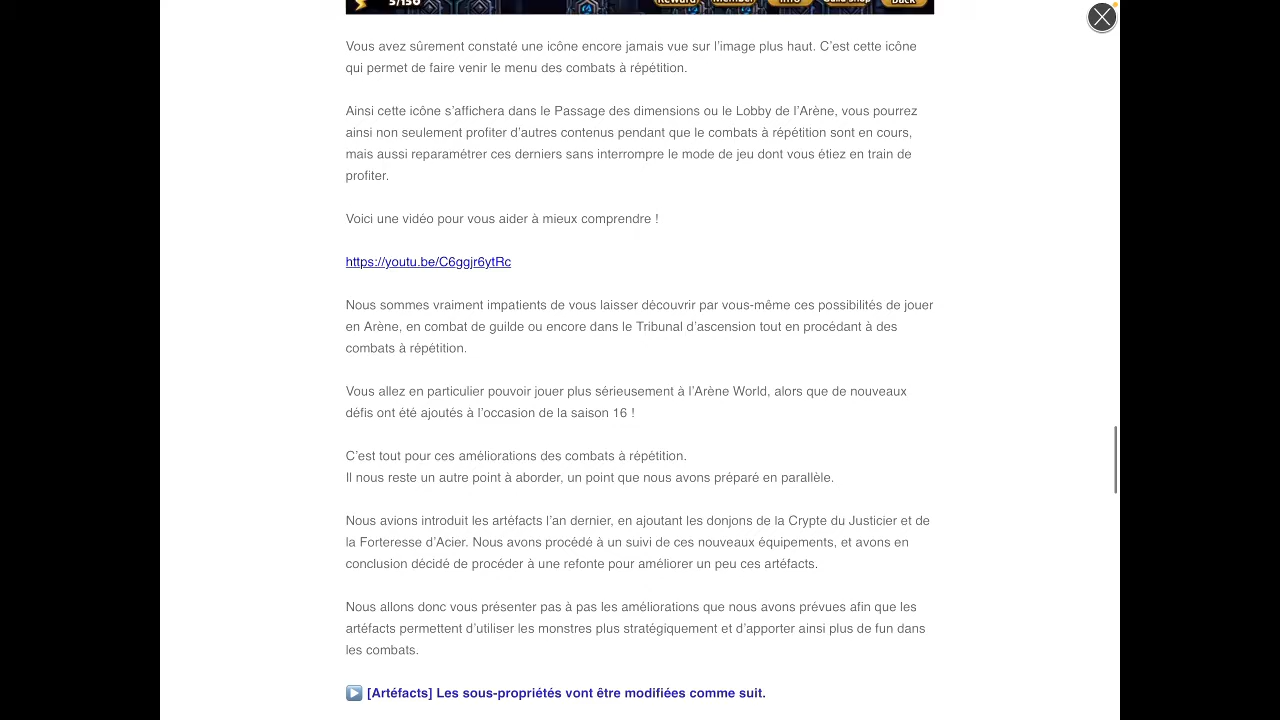 5/150
Reward Member Info Guild Shop Back
Vous avez sûrement constaté une icône encore jamais vue sur l’image plus haut. C’est cette icône
qui permet de faire venir le menu des combats à répétition.
Ainsi cette icône s’affichera dans le Passage des dimensions ou le Lobby de l’Arène, vous pourrez
ainsi non seulement profiter d’autres contenus pendant que le combats à répétition sont en cours,
mais aussi reparamétrer ces derniers sans interrompre le mode de jeu dont vous étiez en train de
profiter.
Voici une vidéo pour vous aider à mieux comprendre !
https://youtu.be/C6ggjr6ytRc
Nous sommes vraiment impatients de vous laisser découvrir par vous-même ces possibilités de jouer
en Arène, en combat de guilde ou encore dans le Tribunal d’ascension tout en procédant à des
combats à répétition.
Vous allez en particulier pouvoir jouer plus sérieusement à l’Arène World, alors que de nouveaux
défis ont été ajoutés à l’occasion de la saison 16 !
C’est tout pour ces améliorations des combats à répétition.
Il nous reste un autre point à aborder, un point que nous avons préparé en parallèle.
Nous avions introduit les artéfacts l’an dernier, en ajoutant les donjons de la Crypte du Justicier et de
la Forteresse d’Acier. Nous avons procédé à un suivi de ces nouveaux équipements, et avons en
conclusion décidé de procéder à une refonte pour améliorer un peu ces artéfacts.
Nous allons donc vous présenter pas à pas les améliorations que nous avons prévues afin que les
artéfacts permettent d’utiliser les monstres plus stratégiquement et d’apporter ainsi plus de fun dans
les combats.
[Artéfacts] Les sous-propriétés vont être modifiées comme suit.